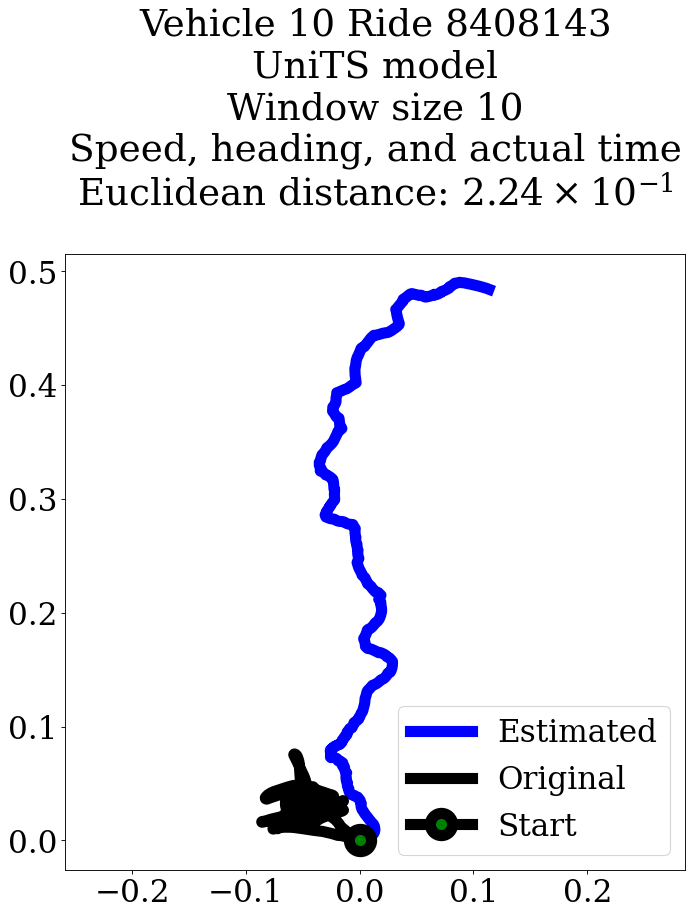 Vehicle 10 Ride 8408143
UniTS model
Window size 10
Speed, heading, and actual time
Euclidean distance: 2.24 × 10⁻¹
0.5
0.4
0.3
0.2
0.1
0.0
Estimated
Original
Start
−0.2 −0.1 0.0 0.1 0.2